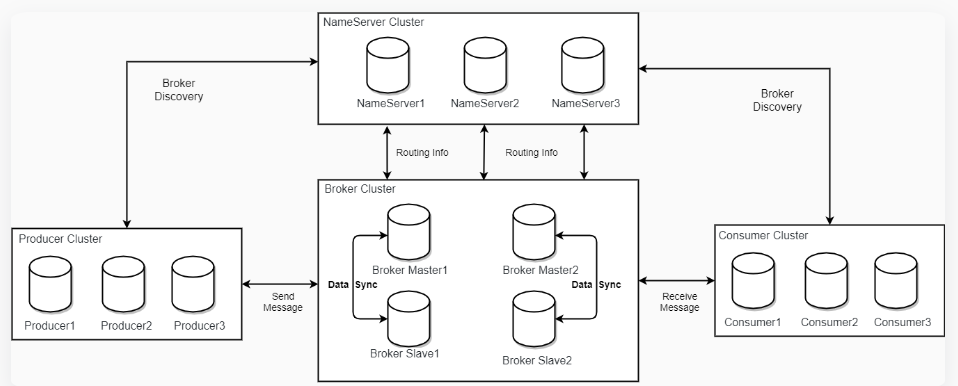 NameServer Cluster
NameServer1
NameServer2
NameServer3
Broker
Discovery
Broker
Discovery
Routing Info
Routing Info
Broker Cluster
Broker Master1
Broker Master2
Data Sync
Data Sync
Broker Slave1
Broker Slave2
Producer Cluster
Producer1
Producer2
Producer3
Send
Message
Receive
Message
Consumer Cluster
Consumer1
Consumer2
Consumer3